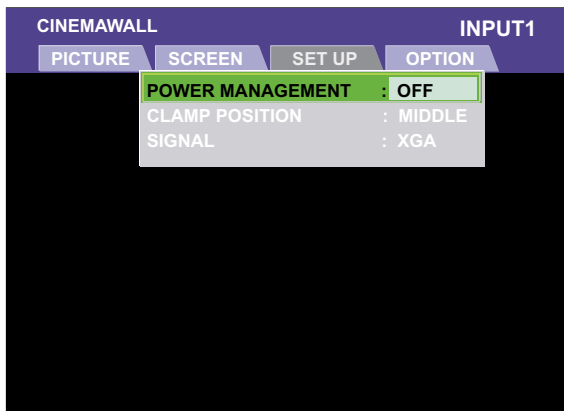 CINEMAWALL INPUT1
PICTURE SCREEN SET UP OPTION
POWER MANAGEMENT : OFF
CLAMP POSITION : MIDDLE
SIGNAL : XGA